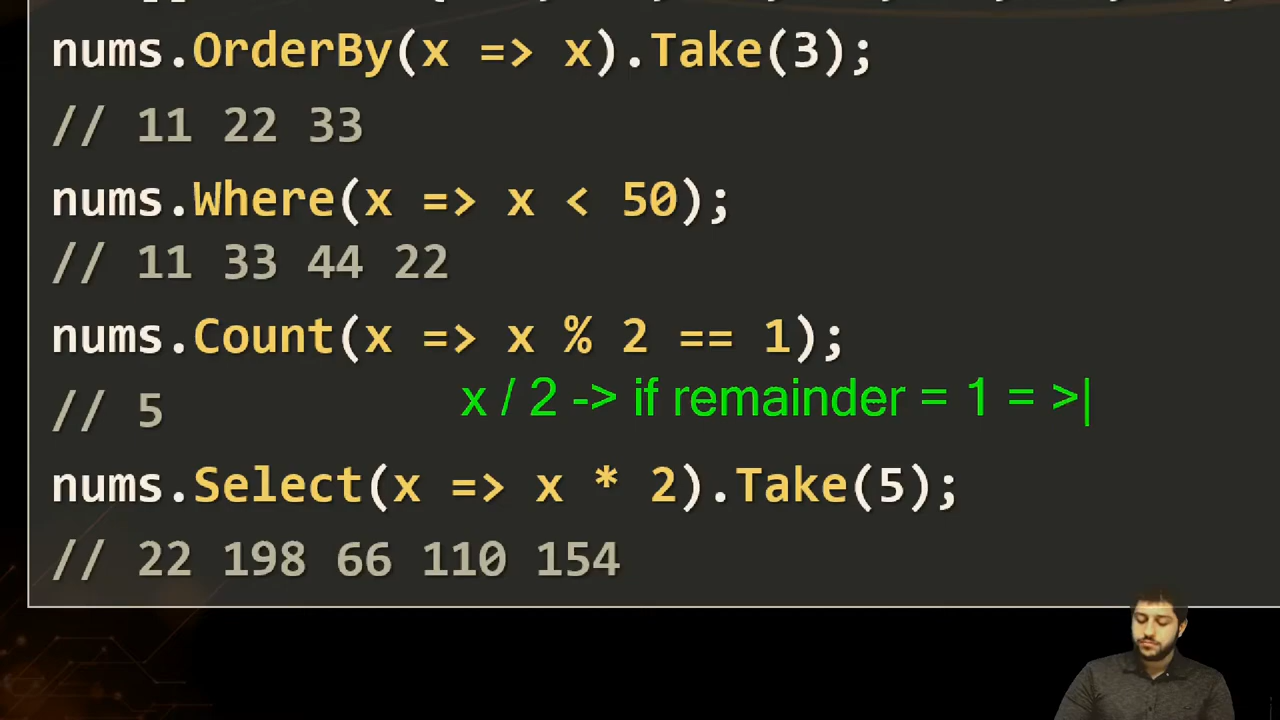 nums.OrderBy(x => x).Take(3);
// 11 22 33
nums.Where(x => x < 50);
// 11 33 44 22
nums.Count(x => x % 2 == 1);
x / 2 -> if remainder = 1 = >|
// 5
nums.Select(x => x * 2).Take(5);
// 22 198 66 110 154